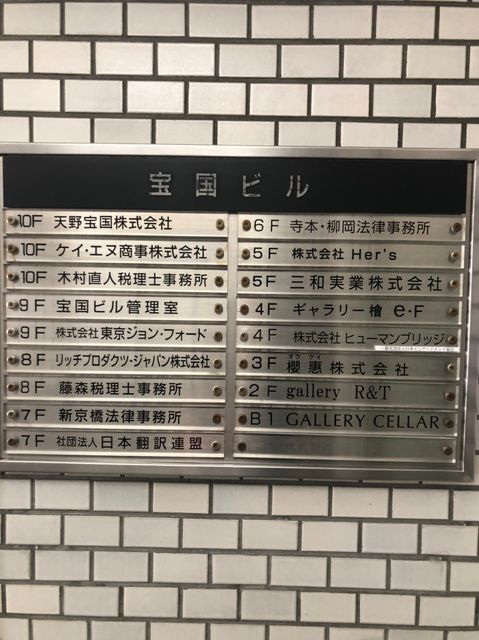 宝国ビル
10F 天野宝国株式会社
10F ケイ・エヌ商事株式会社
10F 木村直人税理士事務所
9F 宝国ビル管理室
9F 株式会社東京ジョン・フォード
8F リッチプロダクツ・ジャパン株式会社
8F 藤森税理士事務所
7F 新京橋法律事務所
7F 社団法人日本翻訳連盟
6F 寺本・柳岡法律事務所
5F 株式会社 Her's
5F 三和実業株式会社
4F ギャラリー檜 e・F
4F 株式会社ヒューマンブリッジ
オウ ケイ
3F 櫻惠株式会社
2F gallery R&T
B1 GALLERY CELLAR